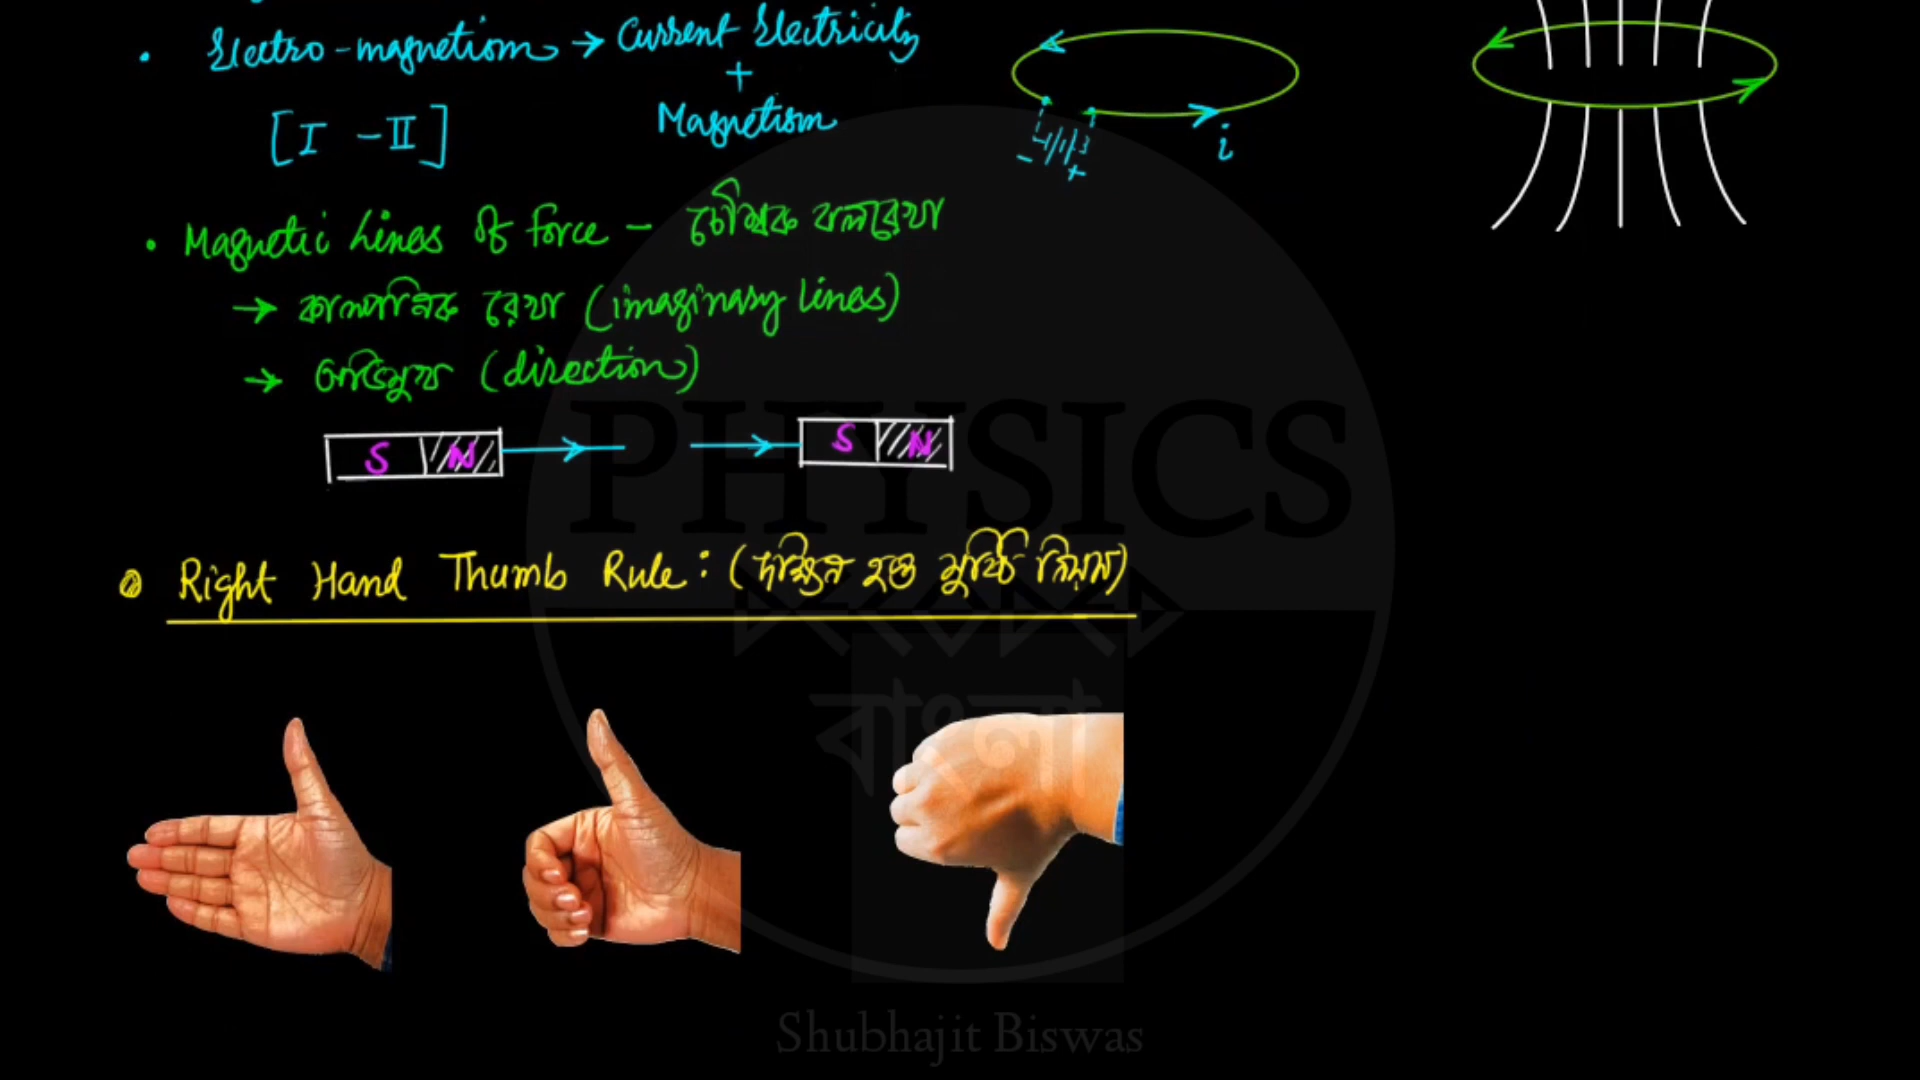 • Electro-magnetism → Current Electricity
+
Magnetism
[I - II]
i
- +
• Magnetic Lines of force - চৌম্বক বলরেখা
→ কাল্পনিক রেখা (imaginary lines)
→ অভিমুখ (direction)
S N
S N
Right Hand Thumb Rule: (দক্ষিন হস্ত মুষ্টি নিয়ম)
PHYSICS
বাংলা
Shubhajit Biswas